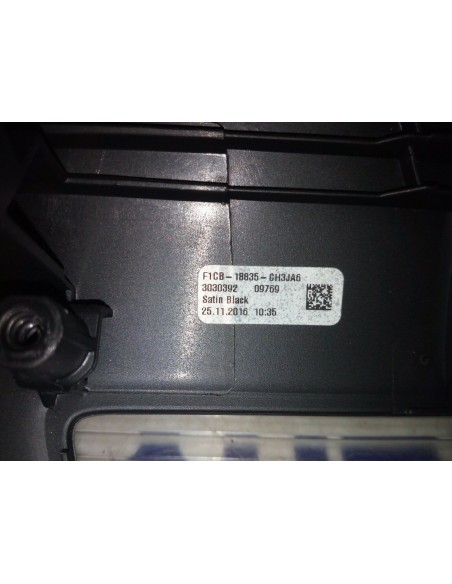 F1CB-18835-CH3JA6
3030392 09769
Satin Black
25.11.2016 10:35